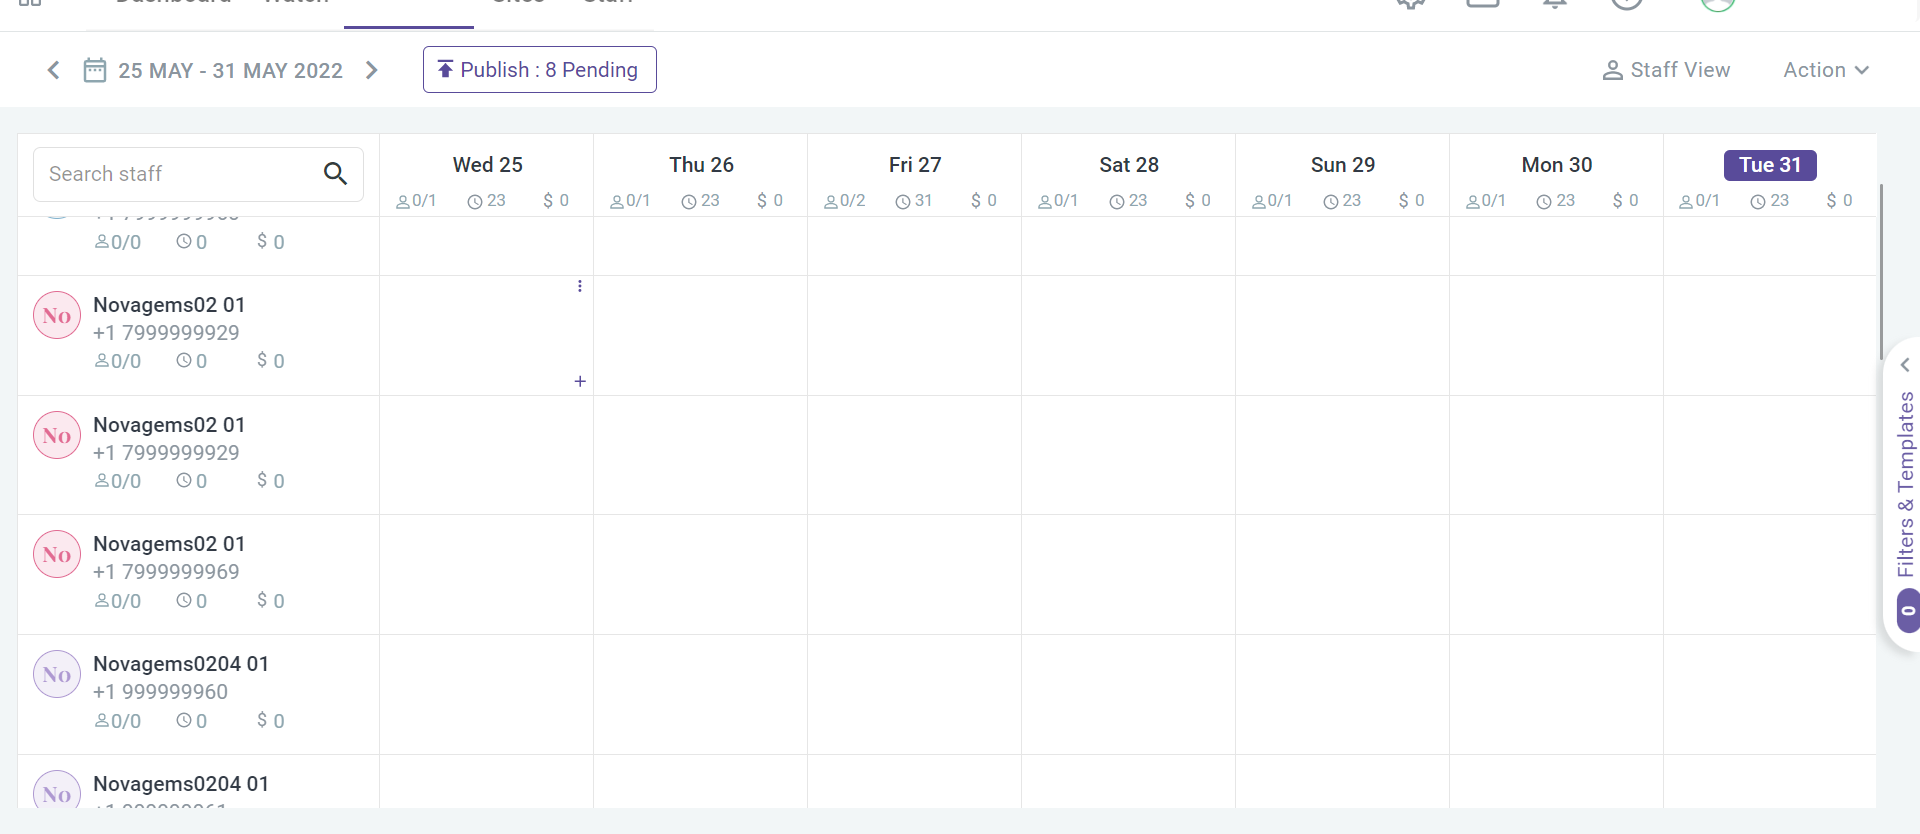 Dashboard Watch Sites Staff
25 MAY - 31 MAY 2022 Publish : 8 Pending Staff View Action
Search staff
Wed 25 Thu 26 Fri 27 Sat 28 Sun 29 Mon 30 Tue 31
0/1 23 $ 0 0/1 23 $ 0 0/2 31 $ 0 0/1 23 $ 0 0/1 23 $ 0 0/1 23 $ 0 0/1 23 $ 0
0/0 0 $ 0
No Novagems02 01
+1 7999999929
0/0 0 $ 0
No Novagems02 01
+1 7999999929
0/0 0 $ 0
No Novagems02 01
+1 7999999969
0/0 0 $ 0
No Novagems0204 01
+1 999999960
0/0 0 $ 0
No Novagems0204 01
Filters & Templates
0